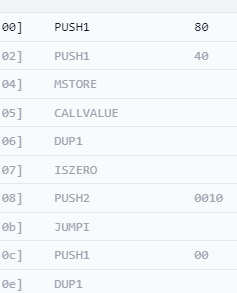 00] PUSH1 80
02] PUSH1 40
04] MSTORE
05] CALLVALUE
06] DUP1
07] ISZERO
08] PUSH2 0010
0b] JUMPI
0c] PUSH1 00
0e] DUP1